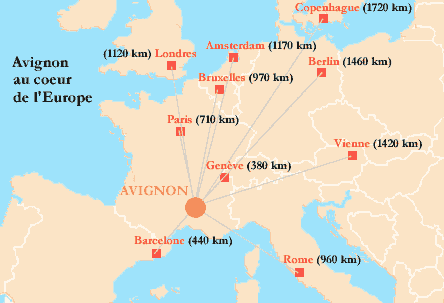 Copenhague (1720 km)
Avignon
au coeur
de l'Europe
(1120 km) Londres
Amsterdam (1170 km)
Berlin (1460 km)
Bruxelles (970 km)
Paris (710 km)
Vienne (1420 km)
Genève (380 km)
AVIGNON
Barcelone (440 km)
Rome (960 km)